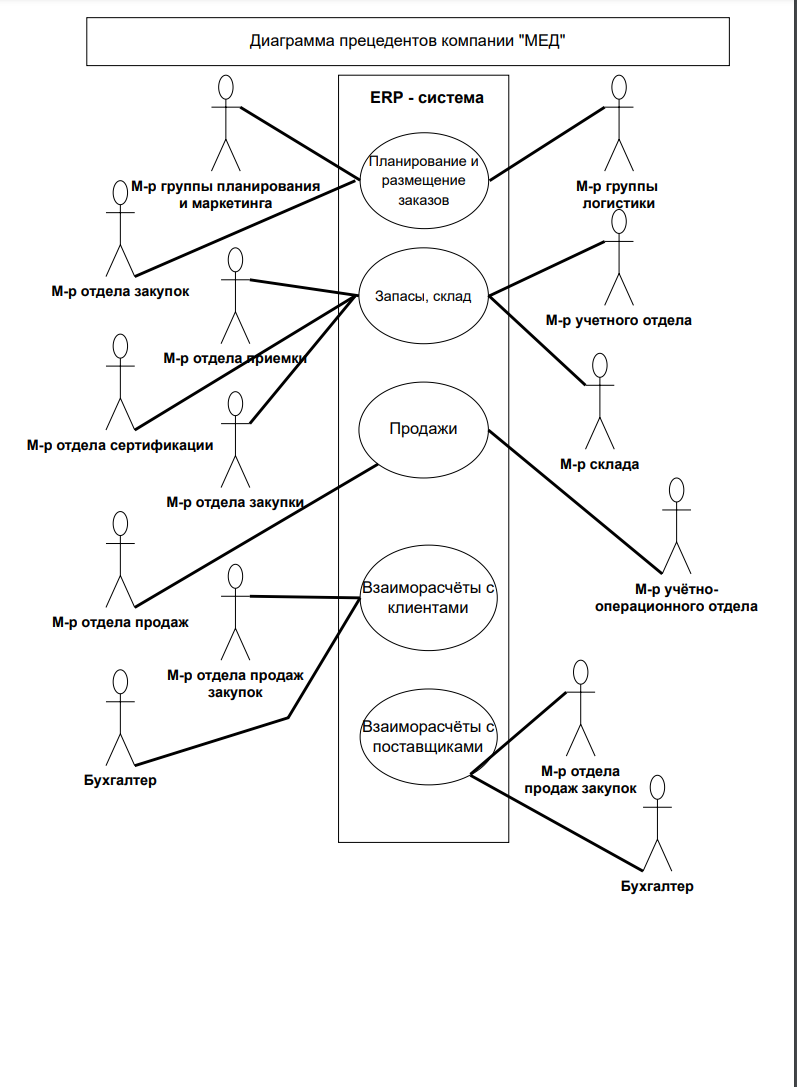 Диаграмма прецедентов компании "МЕД"
ERP - система
Планирование и
размещение
заказов
М-р группы планирования
и маркетинга
М-р группы
логистики
М-р отдела закупок
Запасы, склад
М-р учетного отдела
М-р отдела приемки
Продажи
М-р отдела сертификации
М-р склада
М-р отдела закупки
Взаиморасчёты с
клиентами
М-р учётно-
операционного отдела
М-р отдела продаж
М-р отдела продаж
закупок
Взаиморасчёты с
поставщиками
М-р отдела
продаж закупок
Бухгалтер
Бухгалтер